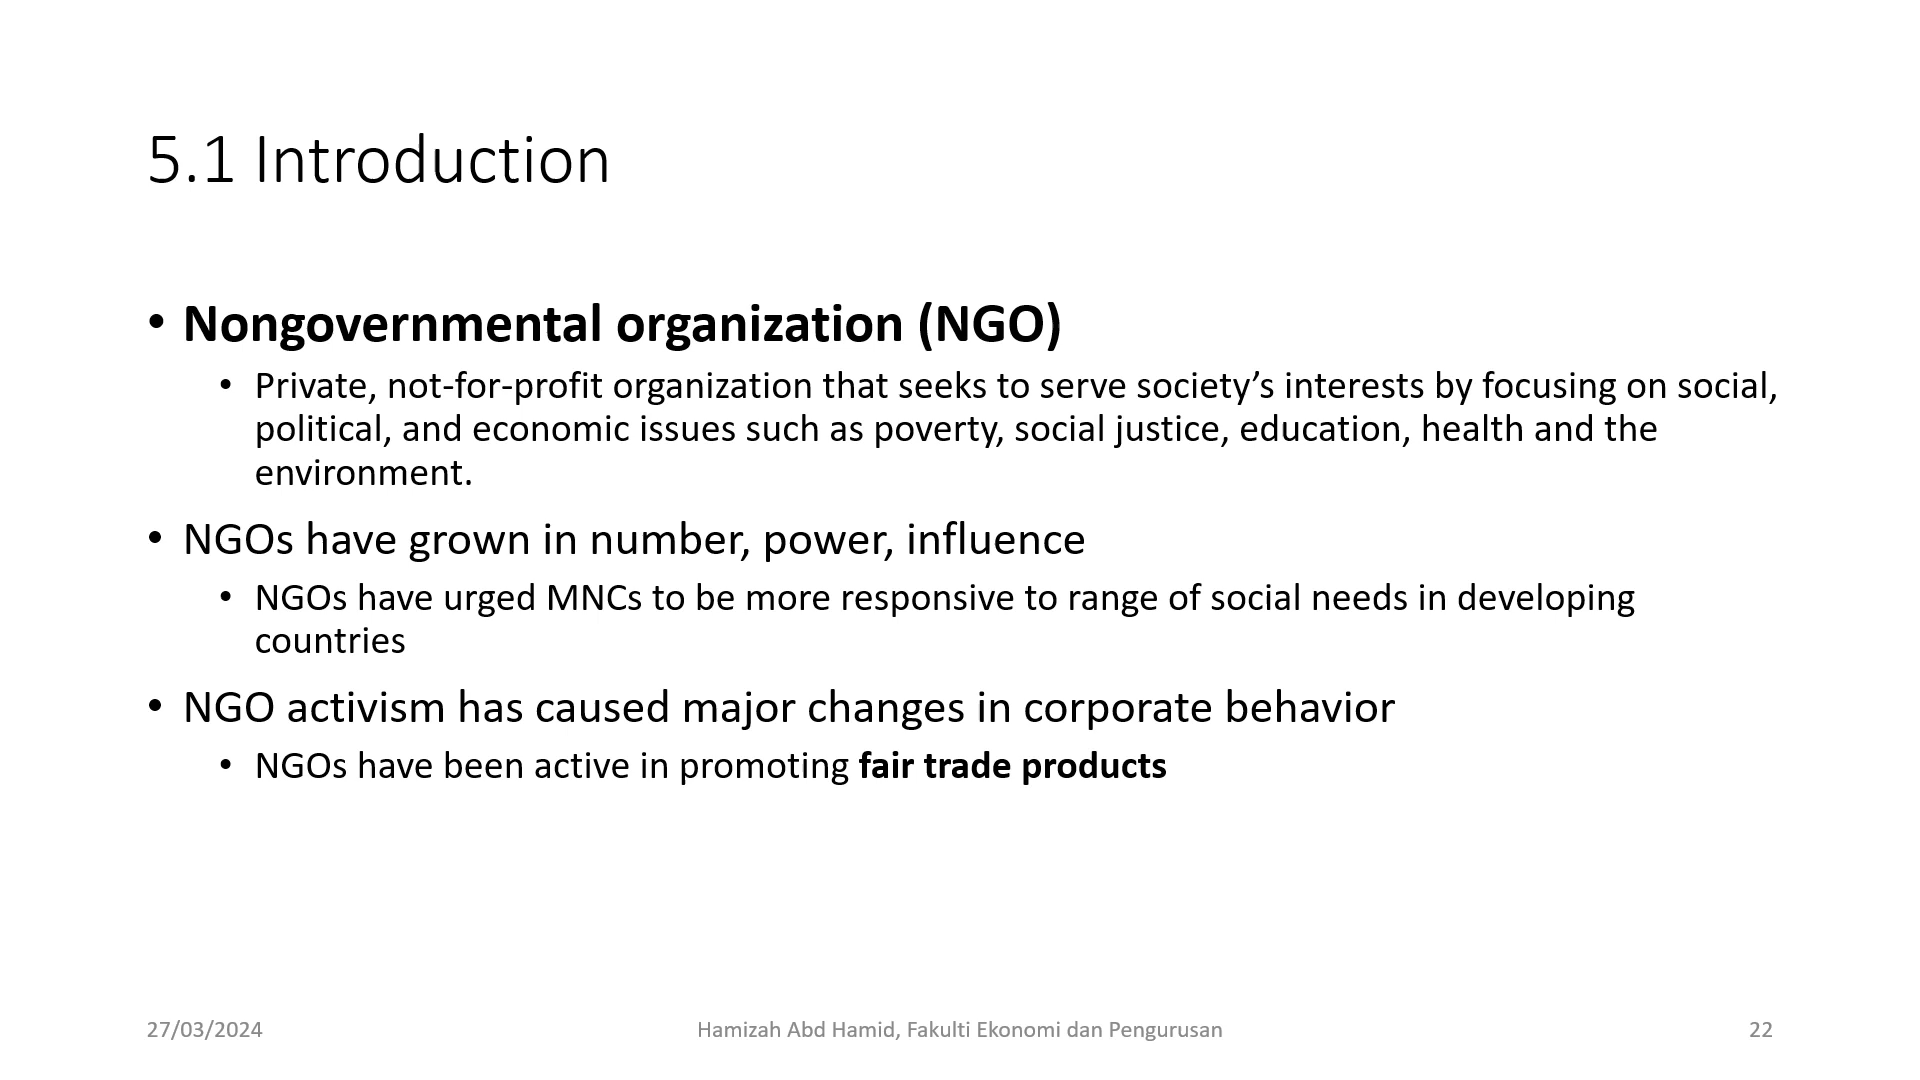 5.1 Introduction
• Nongovernmental organization (NGO)
• Private, not-for-profit organization that seeks to serve society’s interests by focusing on social,
political, and economic issues such as poverty, social justice, education, health and the
environment.
• NGOs have grown in number, power, influence
• NGOs have urged MNCs to be more responsive to range of social needs in developing
countries
• NGO activism has caused major changes in corporate behavior
• NGOs have been active in promoting fair trade products
27/03/2024
Hamizah Abd Hamid, Fakulti Ekonomi dan Pengurusan
22